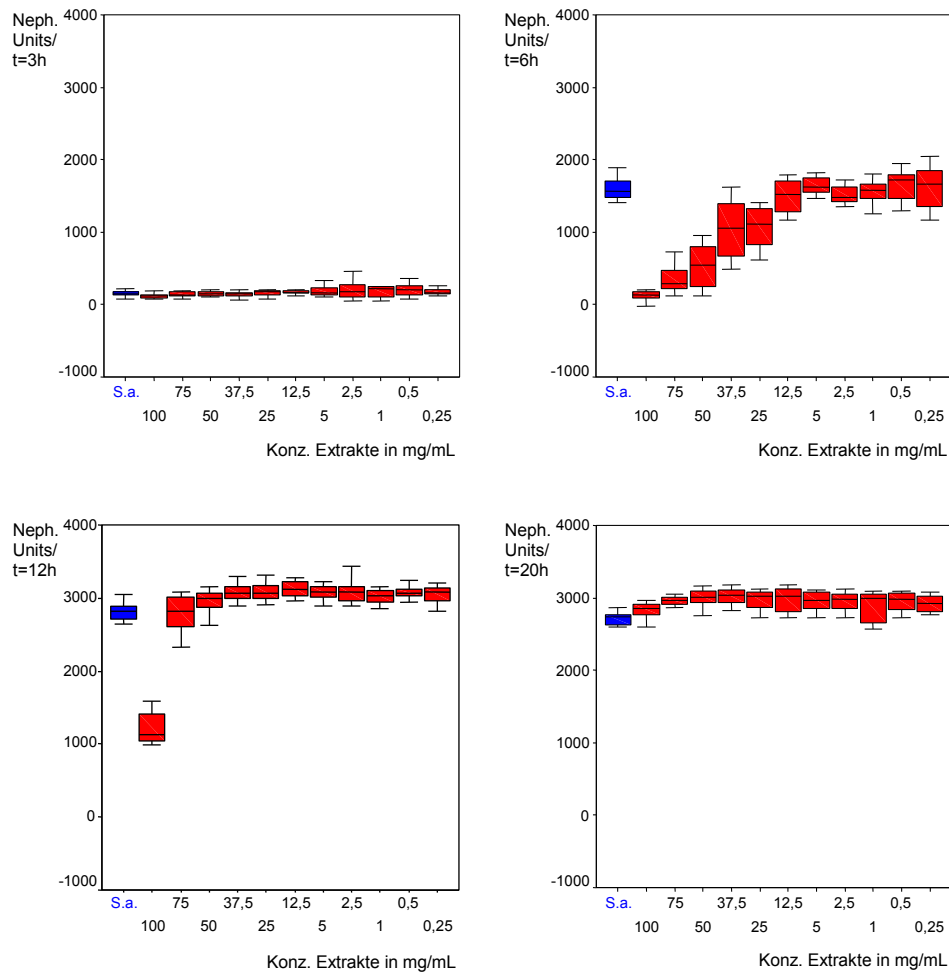 Neph.
Units/
t=3h
4000
3000
2000
1000
0
-1000
S.a. 75 37,5 12,5 2,5 0,5
100 50 25 5 1 0,25
Konz. Extrakte in mg/mL
Neph.
Units/
t=6h
4000
3000
2000
1000
0
-1000
S.a. 75 37,5 12,5 2,5 0,5
100 50 25 5 1 0,25
Konz. Extrakte in mg/mL
Neph.
Units/
t=12h
4000
3000
2000
1000
0
-1000
S.a. 75 37,5 12,5 2,5 0,5
100 50 25 5 1 0,25
Konz. Extrakte in mg/mL
Neph.
Units/
t=20h
4000
3000
2000
1000
0
-1000
S.a. 75 37,5 12,5 2,5 0,5
100 50 25 5 1 0,25
Konz. Extrakte in mg/mL